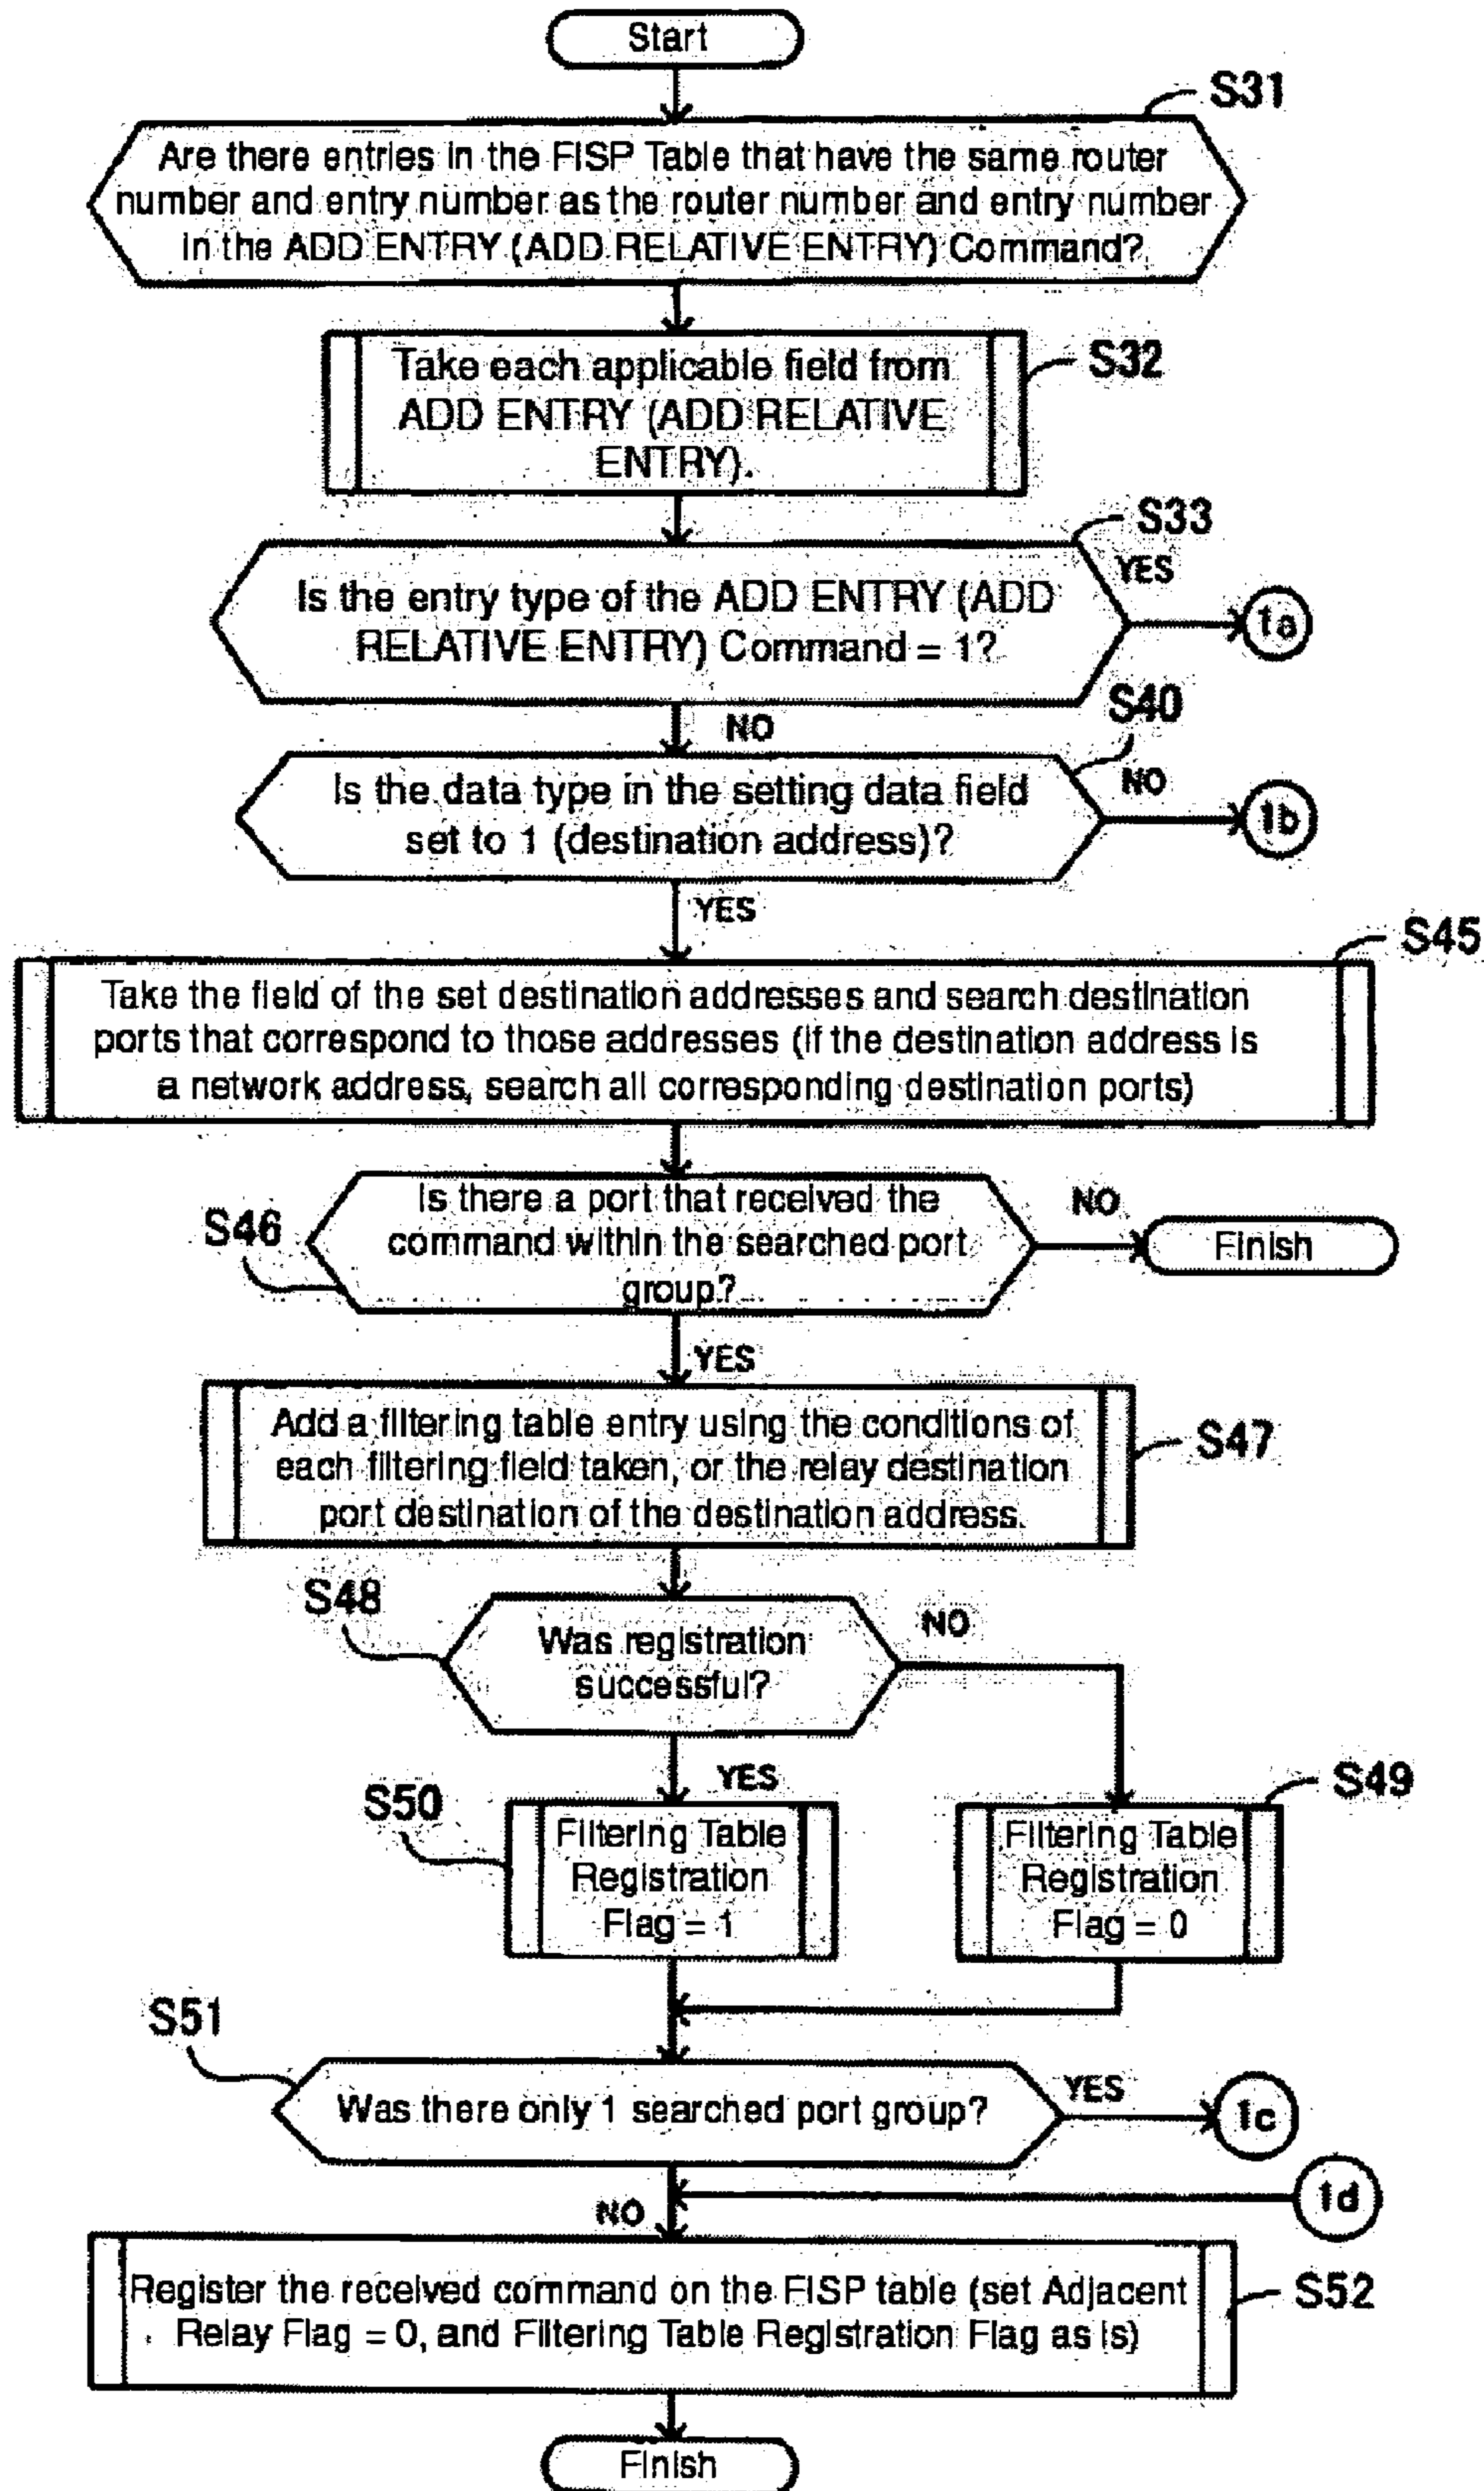 Start
S31
Are there entries in the FISP Table that have the same router
number and entry number as the router number and entry number
in the ADD ENTRY (ADD RELATIVE ENTRY) Command?
Take each applicable field from
ADD ENTRY (ADD RELATIVE
ENTRY).
S32
S33
Is the entry type of the ADD ENTRY (ADD
RELATIVE ENTRY) Command = 1?
YES
1a
NO
S40
Is the data type in the setting data field
set to 1 (destination address)?
NO
1b
YES
S45
Take the field of the set destination addresses and search destination
ports that correspond to those addresses (if the destination address is
a network address, search all corresponding destination ports)
S46
Is there a port that received the
command within the searched port
group?
NO
Finish
YES
Add a filtering table entry using the conditions of
each filtering field taken, or the relay destination
port destination of the destination address.
S47
S48
Was registration
successful?
NO
YES
S50
Filtering Table
Registration
Flag = 1
S49
Filtering Table
Registration
Flag = 0
S51
Was there only 1 searched port group?
YES
1c
1d
NO
Register the received command on the FISP table (set Adjacent
Relay Flag = 0, and Filtering Table Registration Flag as is)
S52
Finish